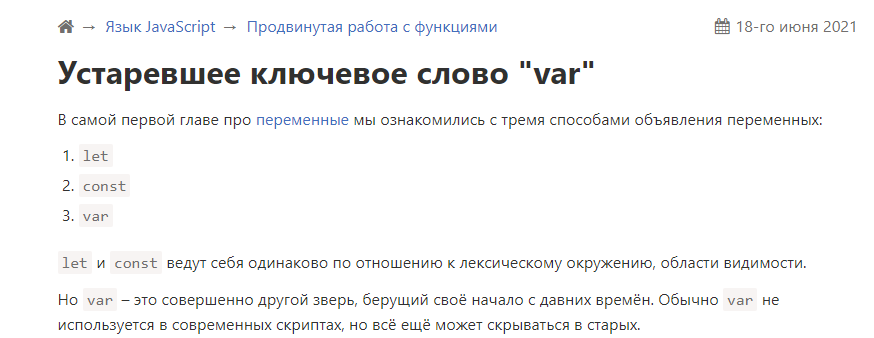 → Язык JavaScript → Продвинутая работа с функциями 18-го июня 2021
Устаревшее ключевое слово "var"
В самой первой главе про переменные мы ознакомились с тремя способами объявления переменных:
1. let
2. const
3. var
let и const ведут себя одинаково по отношению к лексическому окружению, области видимости.
Но var – это совершенно другой зверь, берущий своё начало с давних времён. Обычно var не
используется в современных скриптах, но всё ещё может скрываться в старых.